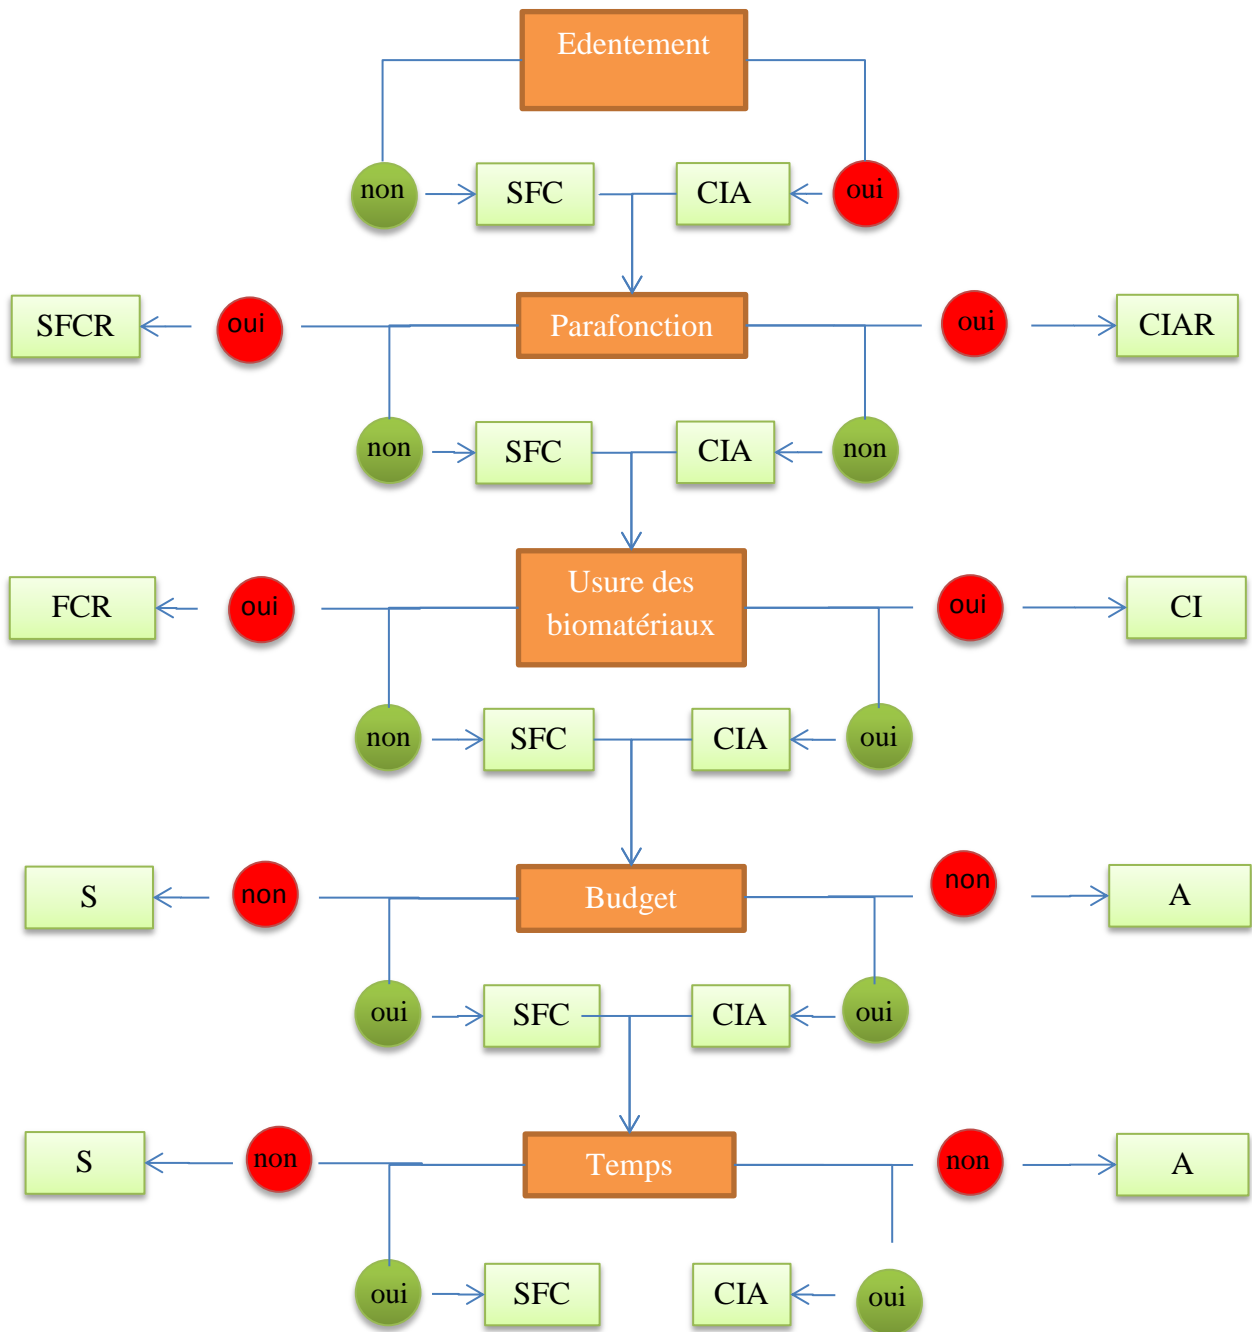 Edentement
non
SFC
CIA
oui
SFCR
oui
Parafonction
oui
CIAR
non
SFC
CIA
non
FCR
oui
Usure des
biomatériaux
oui
CI
non
SFC
CIA
oui
S
non
Budget
non
A
oui
SFC
CIA
oui
S
non
Temps
non
A
oui
SFC
CIA
oui